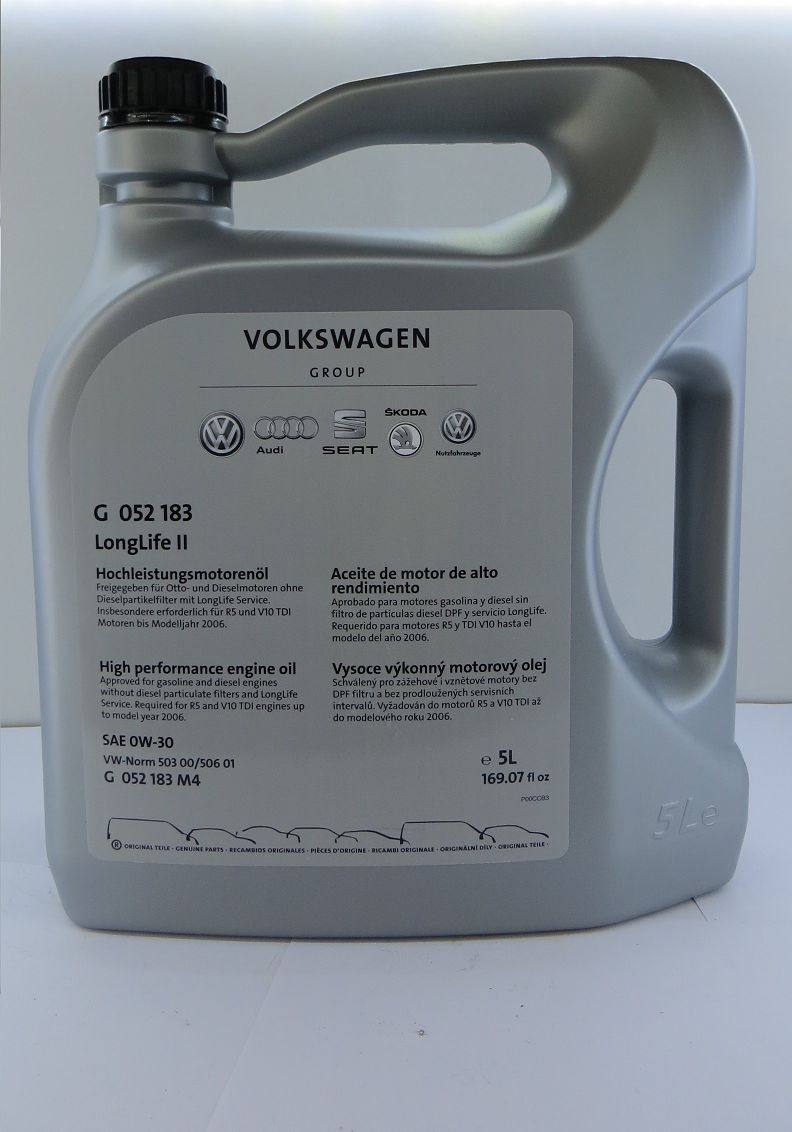 VOLKSWAGEN
GROUP
ŠKODA
Audi
SEAT
Nutzfahrzeuge
G 052 183
LongLife II
Hochleistungsmotorenöl
Freigegeben für Otto- und Dieselmotoren ohne
Dieselpartikelfilter mit LongLife Service.
Insbesondere erforderlich für R5 und V10 TDI
Motoren bis Modelljahr 2006.
Aceite de motor de alto
rendimiento
Aprobado para motores gasolina y diesel sin
filtro de particulas diesel DPF y servicio LongLife.
Requerido para motores R5 y TDI V10 hasta el
modelo del año 2006.
High performance engine oil
Approved for gasoline and diesel engines
without diesel particulate filters and LongLife
Service. Required for R5 and V10 TDI engines up
to model year 2006.
Vysoce výkonný motorový olej
Schválený pro zážehové i vznětové motory bez
DPF filtru a bez prodloužených servisních
intervalů. Vyžadován do motorů R5 a V10 TDI až
do modelového roku 2006.
SAE 0W-30
VW-Norm 503 00/506 01
G 052 183 M4
e 5L
169.07 fl oz
P00CC83
® ORIGINAL TEILE · GENUINE PARTS · RECAMBIOS ORIGINALES · PIÈCES D'ORIGINE · RICAMBI ORIGINALE · ORIGINÁLNÍ DÍLY · ORIGINAL TEILE ·
5Le